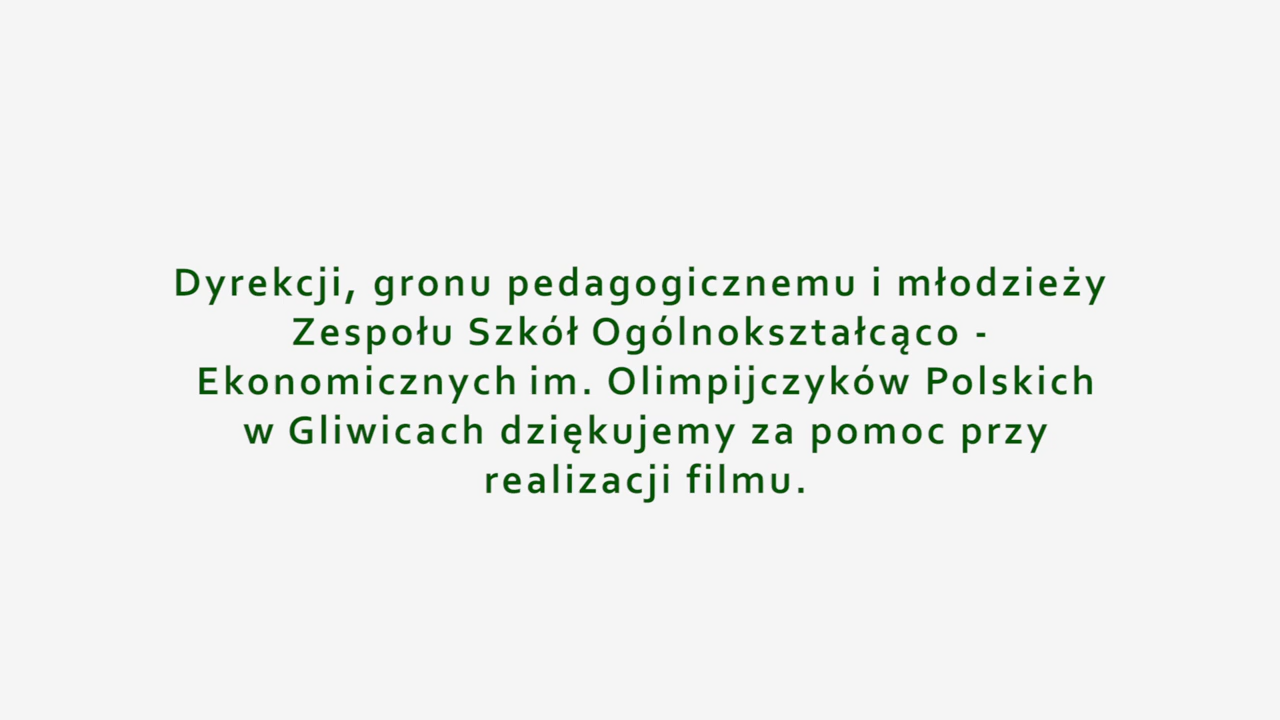 Dyrekcji, gronu pedagogicznemu i młodzieży
Zespołu Szkół Ogólnokształcąco -
Ekonomicznych im. Olimpijczyków Polskich
w Gliwicach dziękujemy za pomoc przy
realizacji filmu.